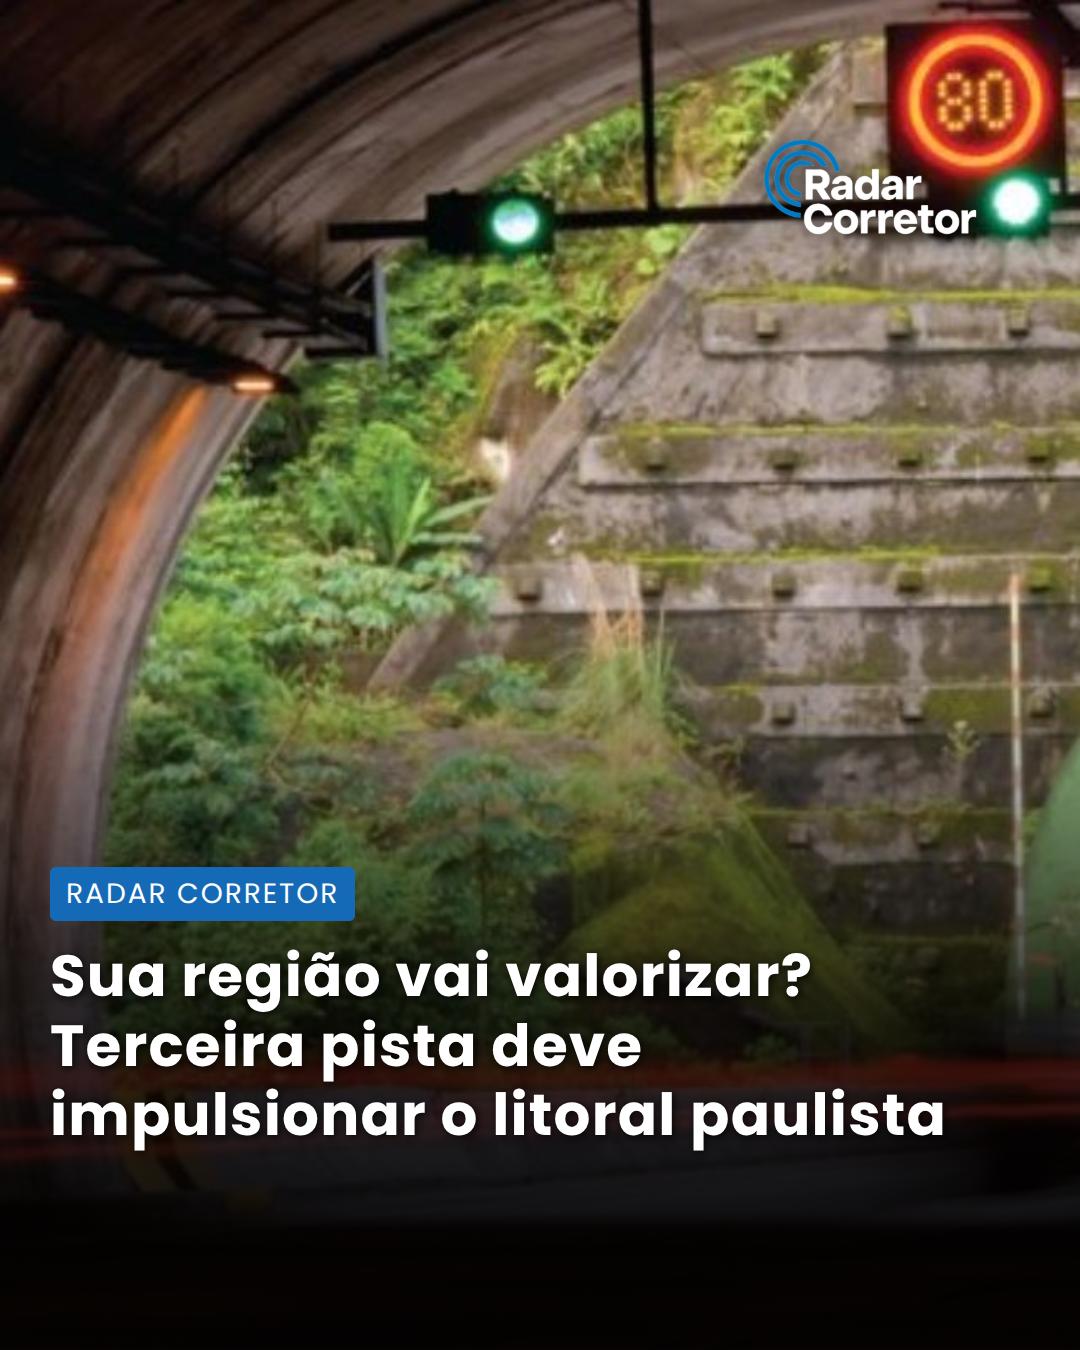 80
Radar
Corretor
RADAR CORRETOR
Sua região vai valorizar?
Terceira pista deve
impulsionar o litoral paulista